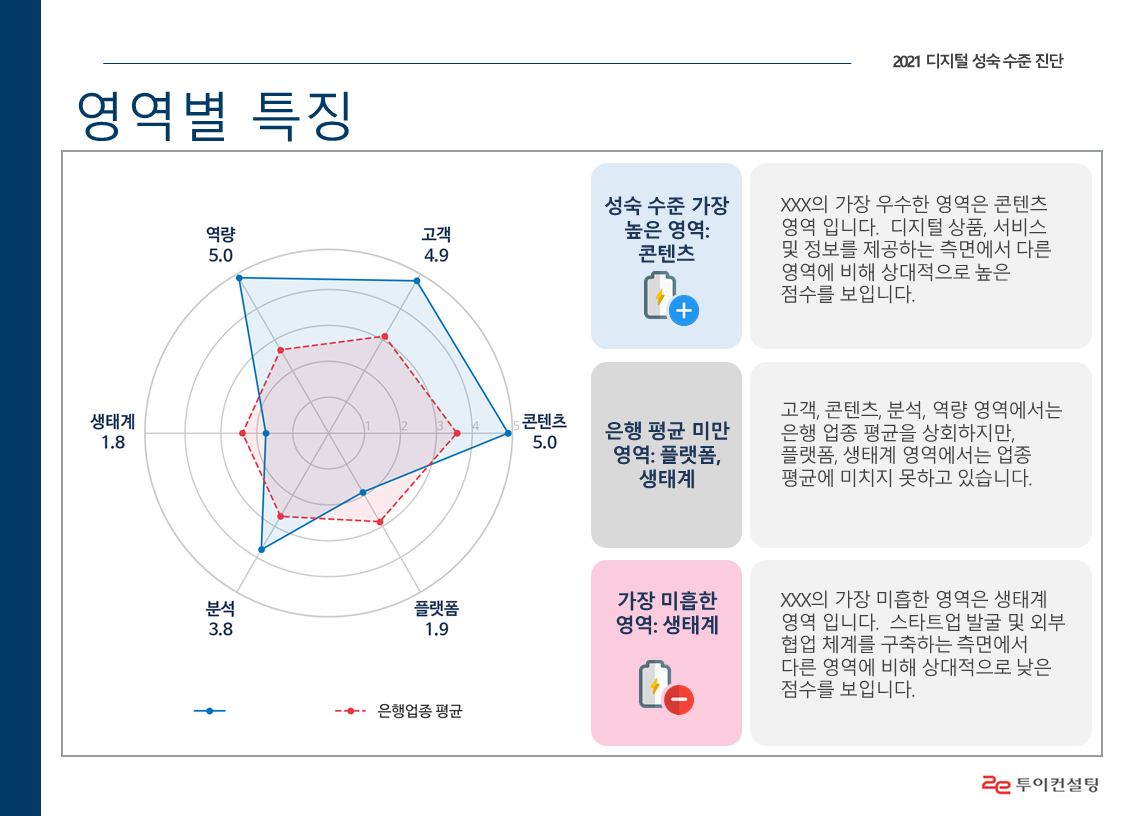 2021 디지털 성숙 수준 진단
영역별 특징
역량
5.0
고객
4.9
생태계
1.8
1
2
3
4
5
콘텐츠
5.0
분석
3.8
플랫폼
1.9
은행업종 평균
성숙 수준 가장
높은 영역:
콘텐츠
XXX의 가장 우수한 영역은 콘텐츠
영역 입니다. 디지털 상품, 서비스
및 정보를 제공하는 측면에서 다른
영역에 비해 상대적으로 높은
점수를 보입니다.
은행 평균 미만
영역: 플랫폼,
생태계
고객, 콘텐츠, 분석, 역량 영역에서는
은행 업종 평균을 상회하지만,
플랫폼, 생태계 영역에서는 업종
평균에 미치지 못하고 있습니다.
가장 미흡한
영역: 생태계
XXX의 가장 미흡한 영역은 생태계
영역 입니다. 스타트업 발굴 및 외부
협업 체계를 구축하는 측면에서
다른 영역에 비해 상대적으로 낮은
점수를 보입니다.
2e 투이컨설팅